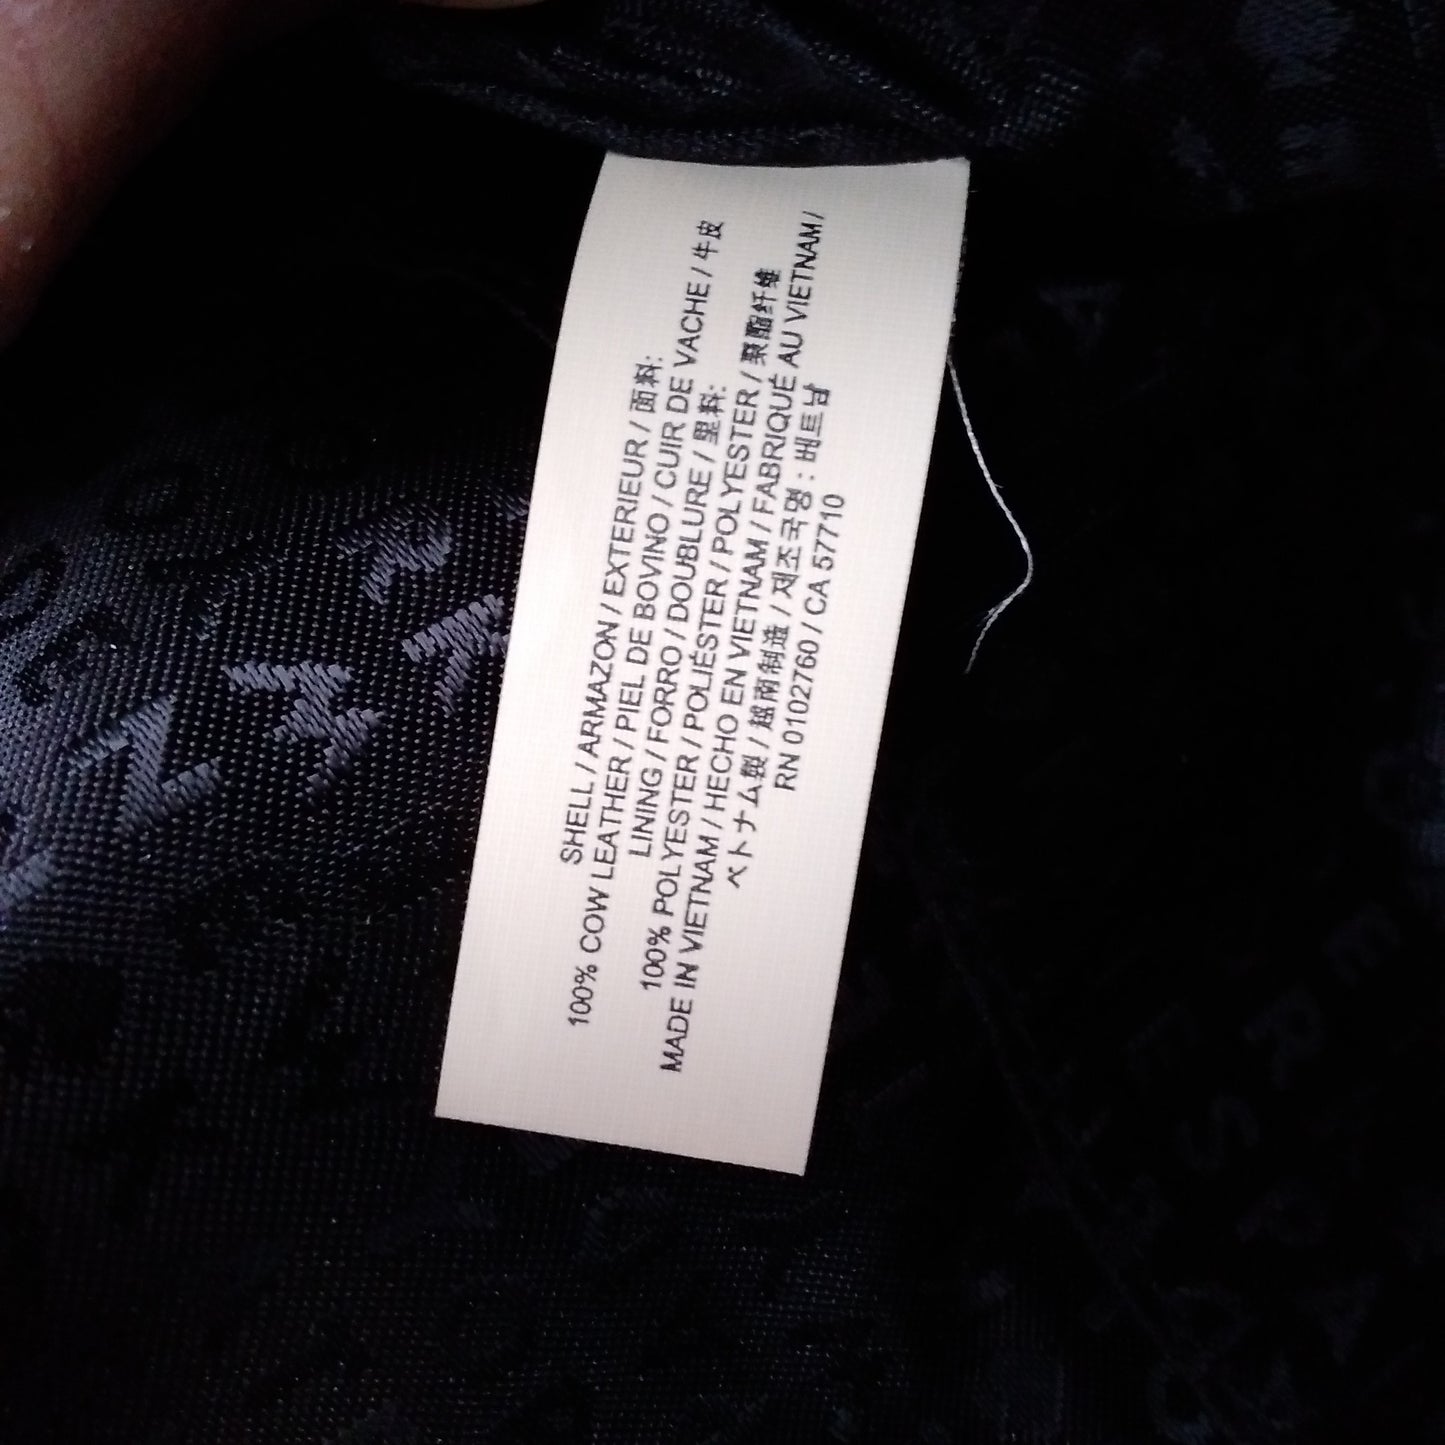 SHELL / ARMAZON / EXTERIEUR / 面料:
100% COW LEATHER / PIEL DE BOVINO / CUIR DE VACHE / 牛皮
LINING / FORRO / DOUBLURE / 里料:
100% POLYESTER / POLIÉSTER / POLYESTER / 聚酯纤维
MADE IN VIETNAM / HECHO EN VIETNAM / FABRIQUÉ AU VIETNAM /
ベトナム製 / 越南制造 / 제조국명 : 베트남
RN 0102760 / CA 57710